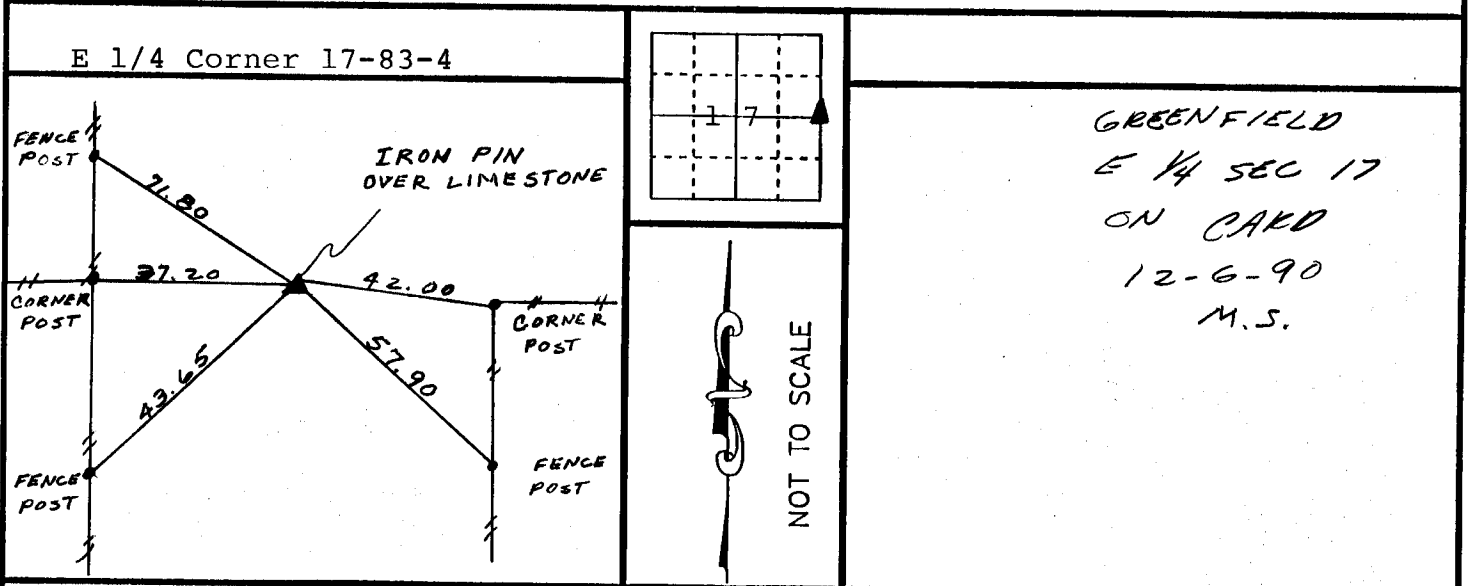 E 1/4 Corner 17-83-4
FENCE
POST
IRON PIN
OVER LIMESTONE
71.80
37.20
42.00
CORNER
POST
CORNER
POST
43.65
57.90
FENCE
POST
FENCE
POST
17
NOT TO SCALE
GREENFIELD
E 1/4 SEC 17
ON CARD
12-6-90
M.S.